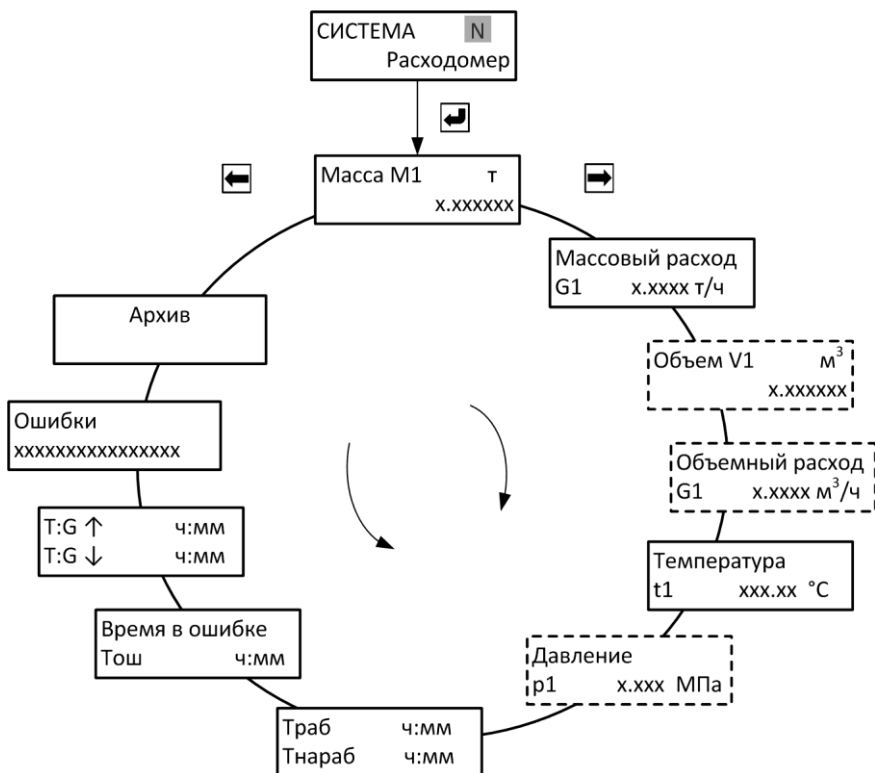 СИСТЕМА N
Расходомер
Масса М1 т
х.хххххх
Массовый расход
G1 х.хххх т/ч
Объем V1 м³
х.хххххх
Объемный расход
G1 х.хххх м³/ч
Температура
t1 ххх.хх °С
Давление
р1 х.ххх МПа
Траб ч:мм
Тнараб ч:мм
Время в ошибке
Тош ч:мм
T:G ↑ ч:мм
T:G ↓ ч:мм
Ошибки
хххххххххххххххх
Архив